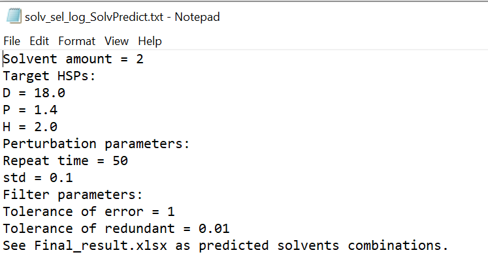 solv_sel_log_SolvPredict.txt - Notepad
File Edit Format View Help
Solvent amount = 2
Target HSPs:
D = 18.0
P = 1.4
H = 2.0
Perturbation parameters:
Repeat time = 50
std = 0.1
Filter parameters:
Tolerance of error = 1
Tolerance of redundant = 0.01
See Final_result.xlsx as predicted solvents combinations.